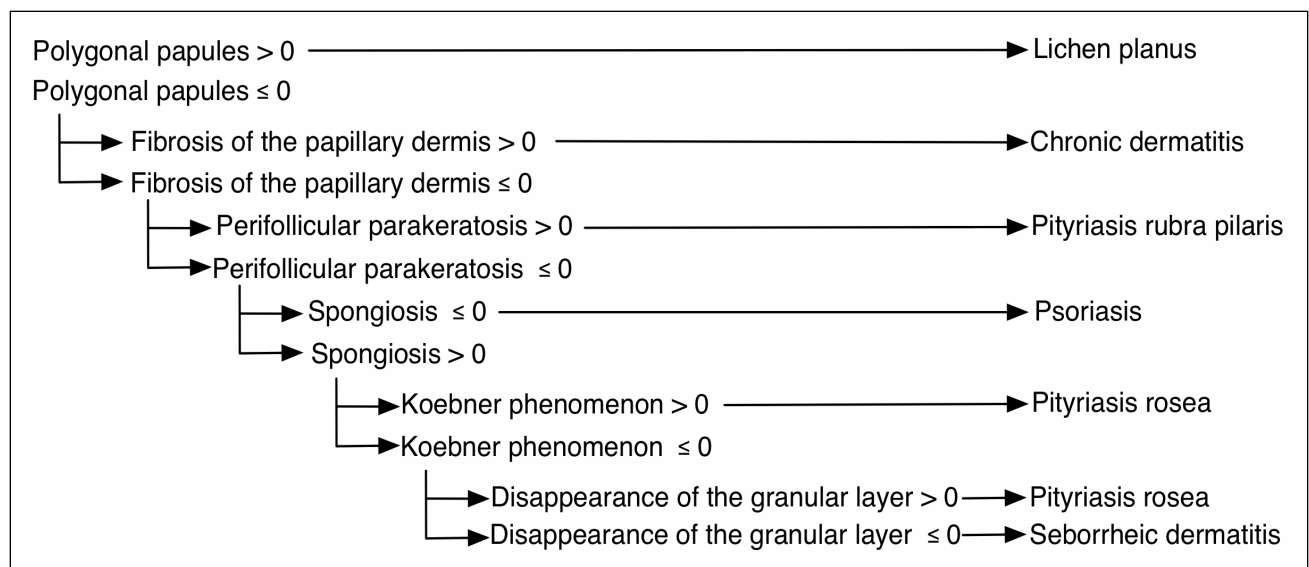 Polygonal papules > 0 Lichen planus
Polygonal papules ≤ 0
Fibrosis of the papillary dermis > 0 Chronic dermatitis
Fibrosis of the papillary dermis ≤ 0
Perifollicular parakeratosis > 0 Pityriasis rubra pilaris
Perifollicular parakeratosis ≤ 0
Spongiosis ≤ 0 Psoriasis
Spongiosis > 0
Koebner phenomenon > 0 Pityriasis rosea
Koebner phenomenon ≤ 0
Disappearance of the granular layer > 0 Pityriasis rosea
Disappearance of the granular layer ≤ 0 Seborrheic dermatitis